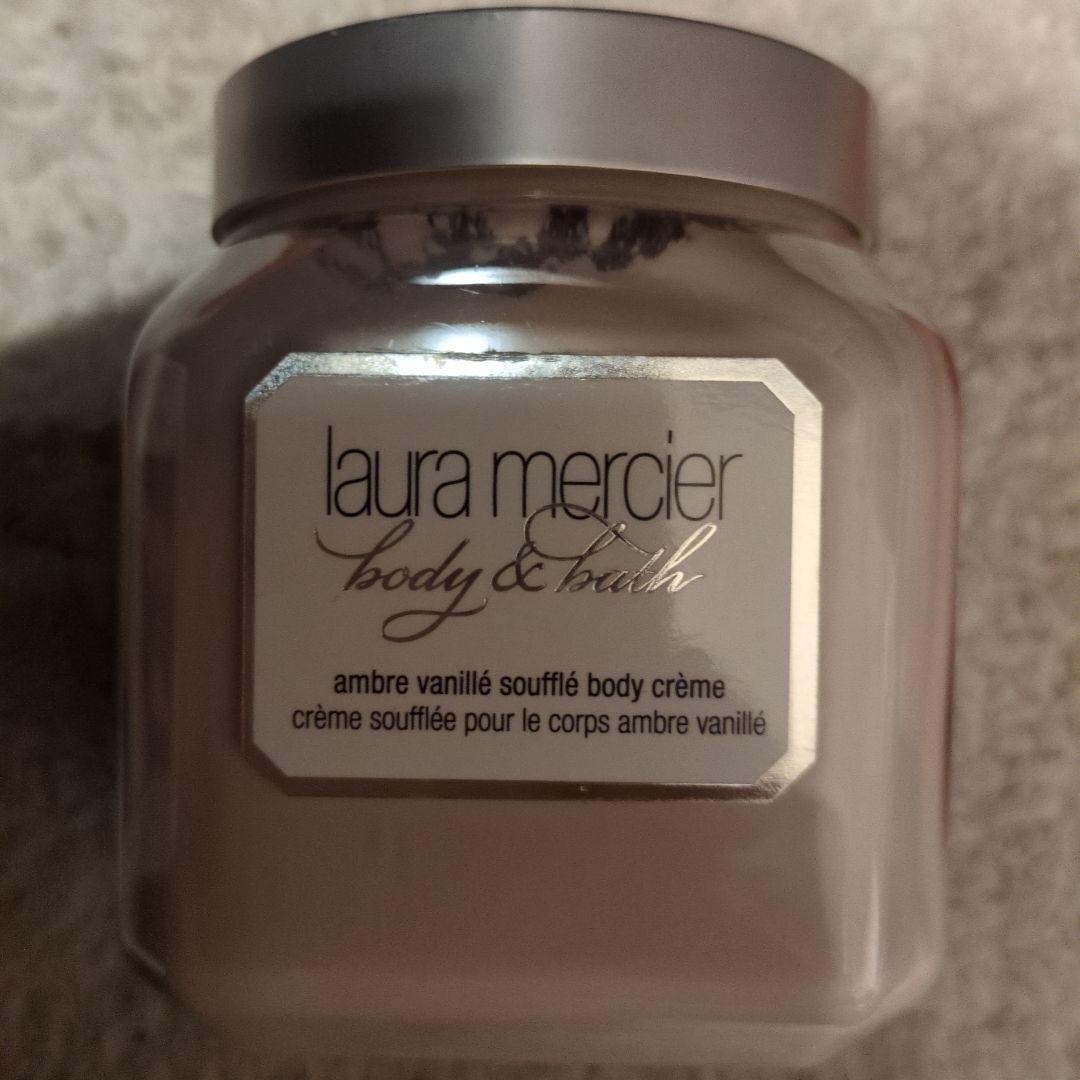 laura mercier
body & bath
ambre vanillé soufflé body crème
crème soufflée pour le corps ambre vanillé